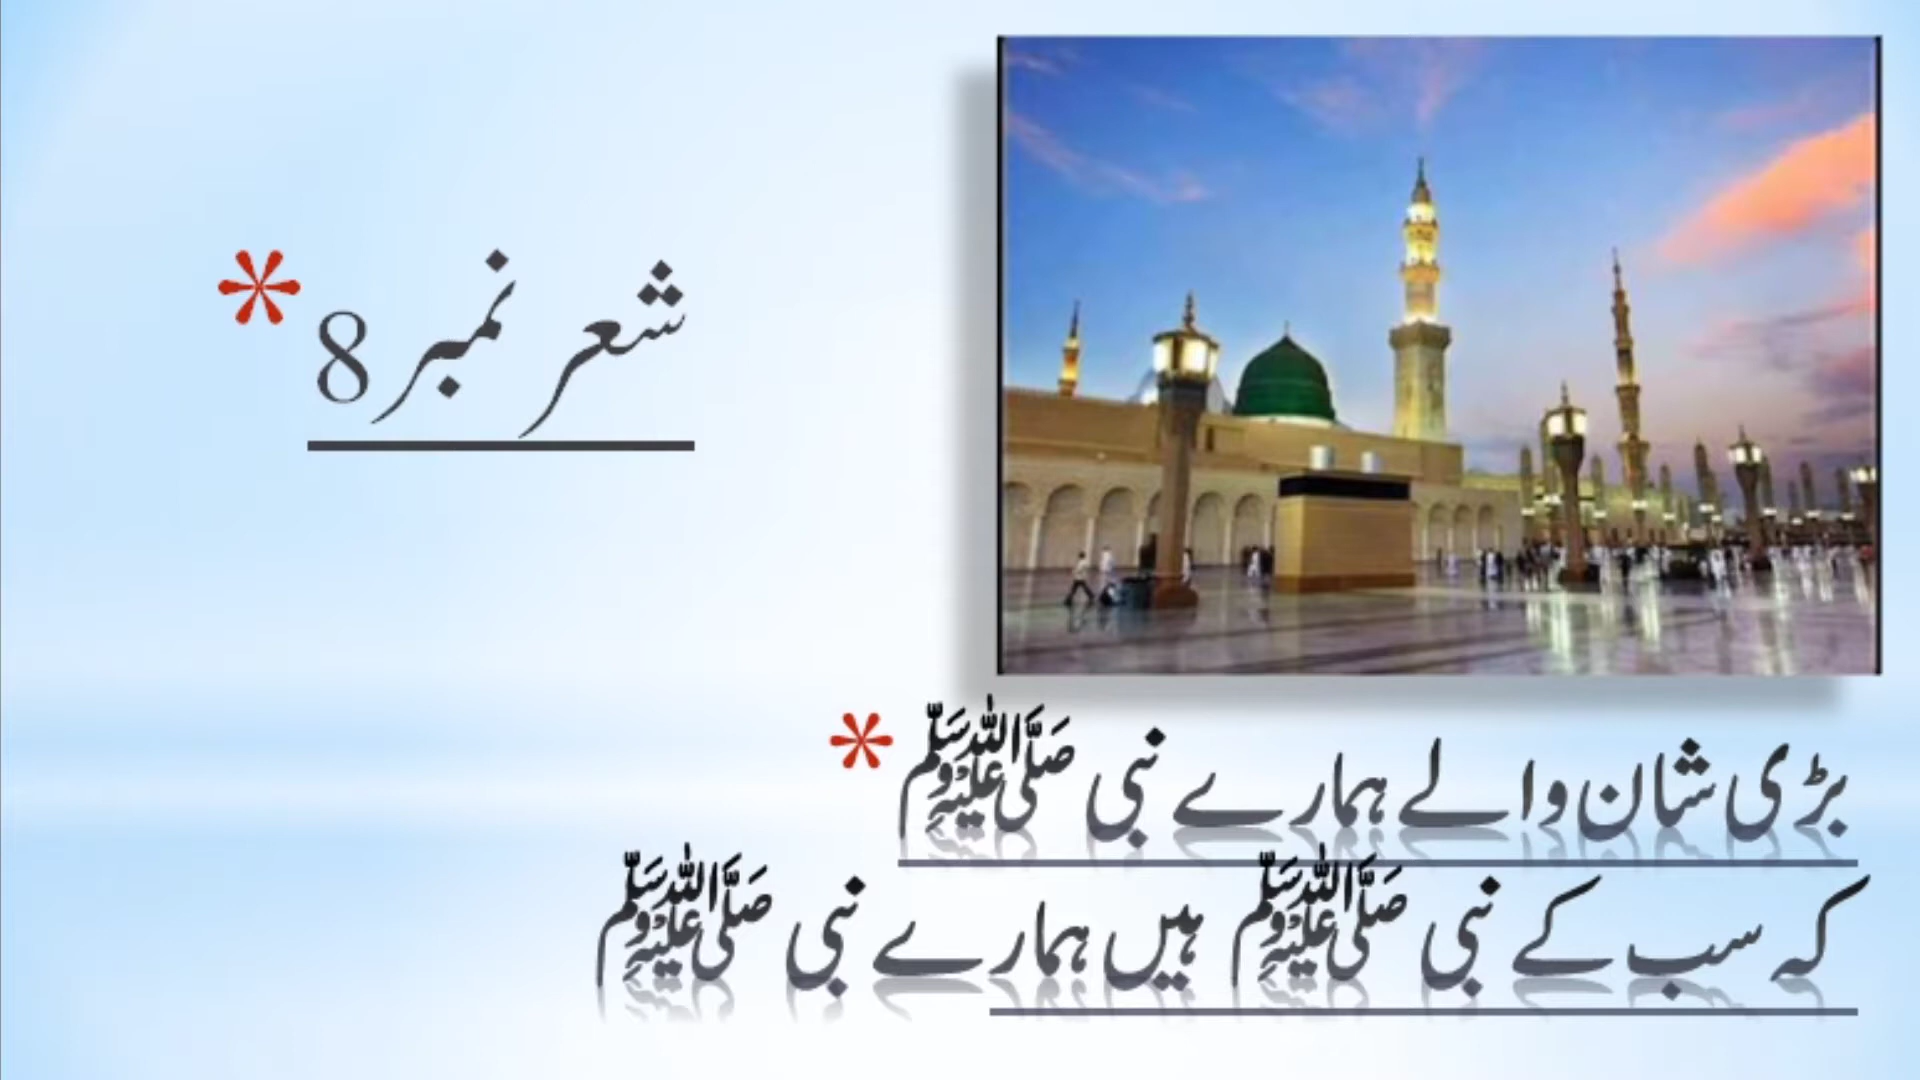 شعر نمبر 8
بڑی شان والے ہمارے نبی ﷺ
کہ سب کے نبی ﷺ ہیں ہمارے نبی ﷺ